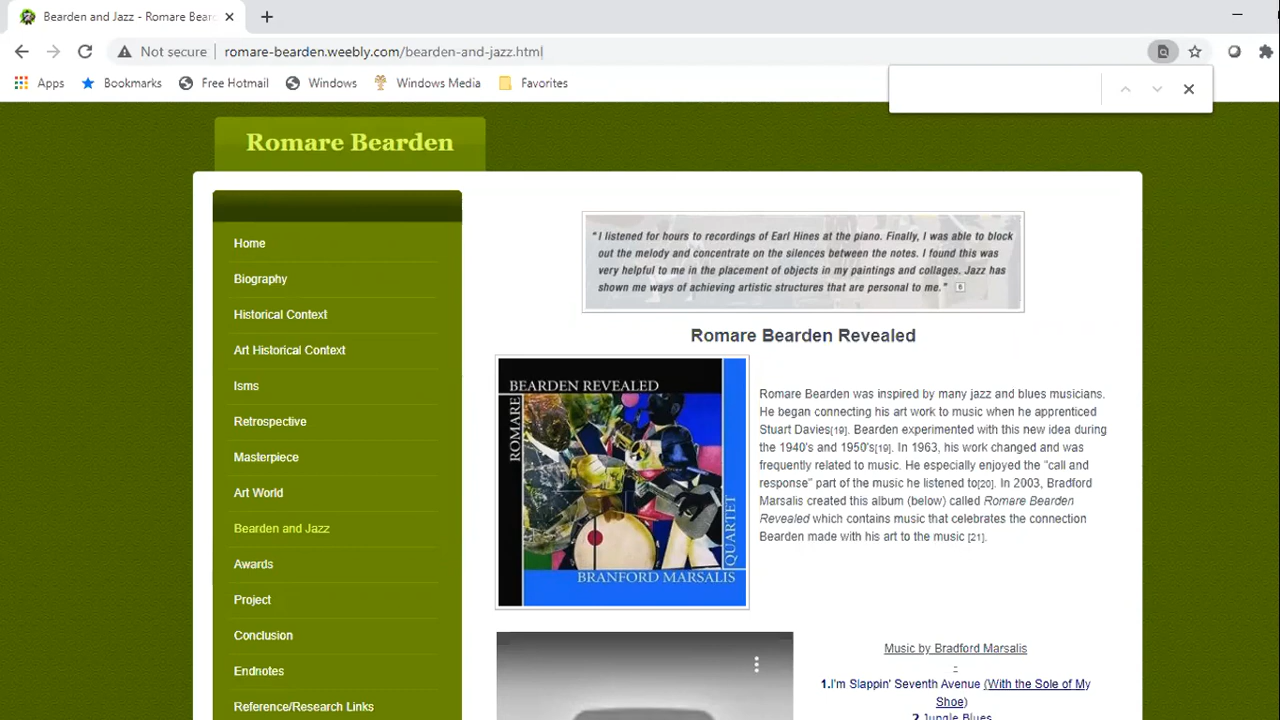 Bearden and Jazz - Romare Bear
Not secure
romare-bearden.weebly.com/bearden-and-jazz.html
Apps
Bookmarks
Free Hotmail
Windows
Windows Media
Favorites
Romare Bearden
Home
Biography
Historical Context
Art Historical Context
Isms
Retrospective
Masterpiece
Art World
Bearden and Jazz
Awards
Project
Conclusion
Endnotes
Reference/Research Links
"I listened for hours to recordings of Earl Hines at the piano. Finally, I was able to block
out the melody and concentrate on the silences between the notes. I found this was
very helpful to me in the placement of objects in my paintings and collages. Jazz has
shown me ways of achieving artistic structures that are personal to me." 6
Romare Bearden Revealed
BEARDEN REVEALED
ROMARE
QUARTET
BRANFORD MARSALIS
Romare Bearden was inspired by many jazz and blues musicians.
He began connecting his art work to music when he apprenticed
Stuart Davies[19]. Bearden experimented with this new idea during
the 1940's and 1950's[19]. In 1963, his work changed and was
frequently related to music. He especially enjoyed the "call and
response" part of the music he listened to[20]. In 2003, Bradford
Marsalis created this album (below) called Romare Bearden
Revealed which contains music that celebrates the connection
Bearden made with his art to the music [21].
Music by Bradford Marsalis
-
1.I'm Slappin' Seventh Avenue (With the Sole of My
Shoe)
2.Jungle Blues